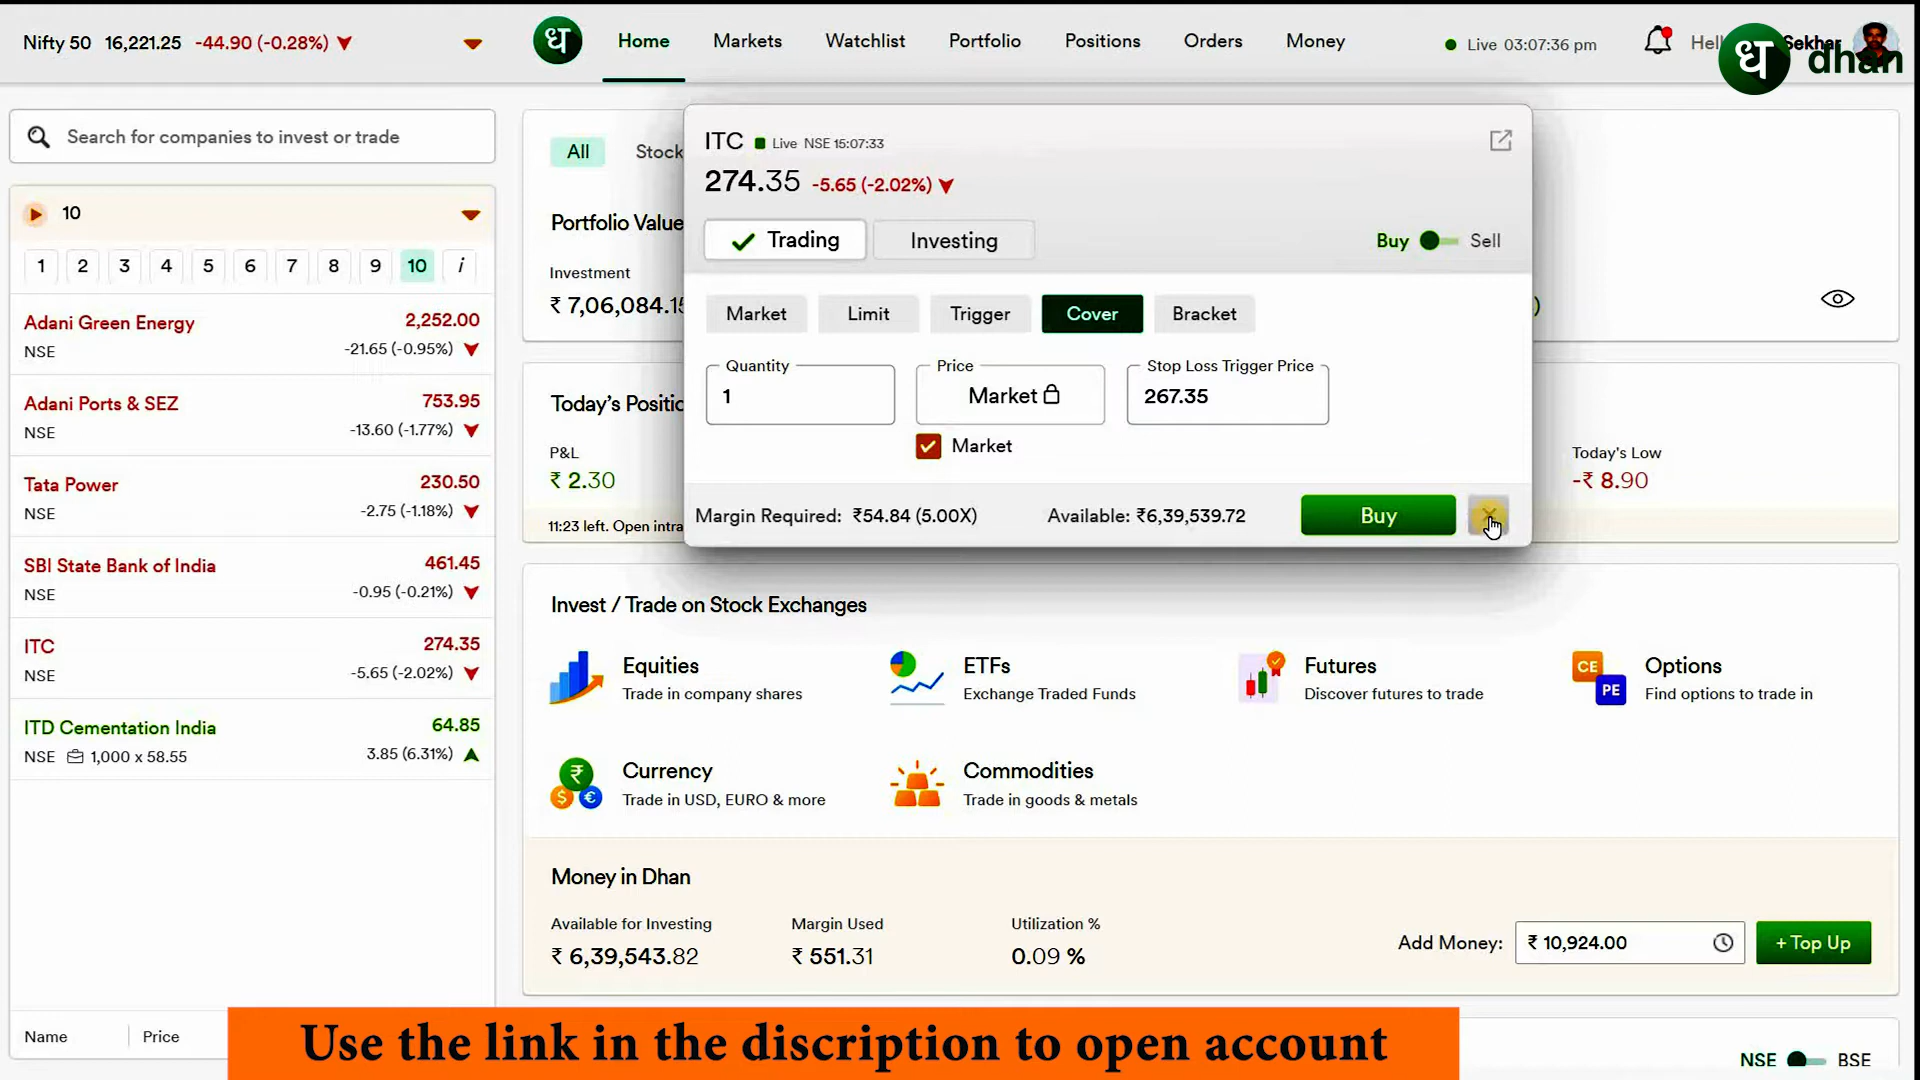 Nifty 50 16,221.25 -44.90 (-0.28%)
ध
Home Markets Watchlist Portfolio Positions Orders Money
Live 03:07:36 pm
Sekhar
ध dhan
Search for companies to invest or trade
10
1 2 3 4 5 6 7 8 9 10 i
Adani Green Energy 2,252.00
NSE -21.65 (-0.95%)
Adani Ports & SEZ 753.95
NSE -13.60 (-1.77%)
Tata Power 230.50
NSE -2.75 (-1.18%)
SBI State Bank of India 461.45
NSE -0.95 (-0.21%)
ITC 274.35
NSE -5.65 (-2.02%)
ITD Cementation India 64.85
NSE 1,000 x 58.55 3.85 (6.31%)
Name Price
All Stock
Portfolio Value
Investment
₹ 7,06,084.15
Today's Positio
P&L
₹ 2.30
11:23 left. Open intra
Today's Low
-₹ 8.90
ITC Live NSE 15:07:33
274.35 -5.65 (-2.02%)
Trading Investing Buy Sell
Market Limit Trigger Cover Bracket
Quantity Price Stop Loss Trigger Price
1 Market 267.35
Market
Margin Required: ₹54.84 (5.00X) Available: ₹6,39,539.72 Buy
Invest / Trade on Stock Exchanges
Equities
Trade in company shares
ETFs
Exchange Traded Funds
Futures
Discover futures to trade
CE PE
Options
Find options to trade in
Currency
Trade in USD, EURO & more
Commodities
Trade in goods & metals
Money in Dhan
Available for Investing Margin Used Utilization %
₹ 6,39,543.82 ₹ 551.31 0.09 %
Add Money: ₹ 10,924.00 + Top Up
Use the link in the discription to open account
NSE BSE